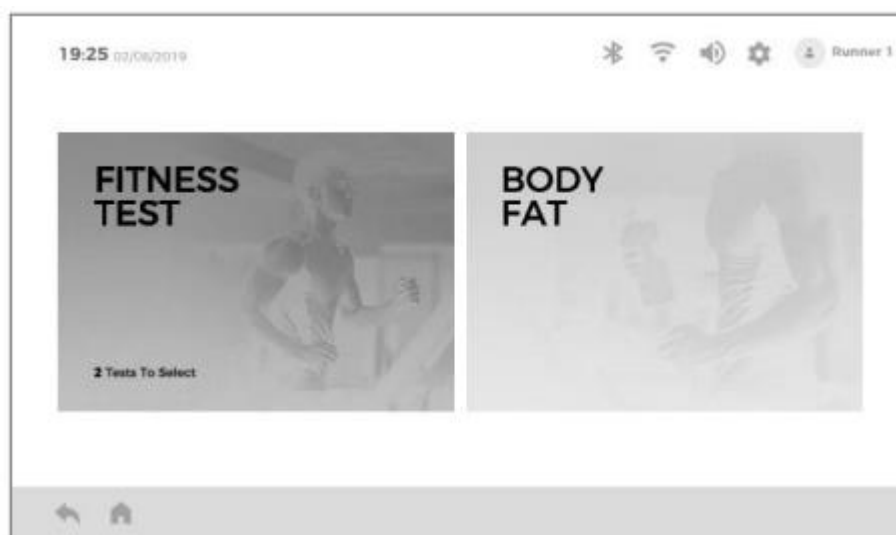 19:25 02/06/2019
Runner 1
FITNESS
TEST
2 Tests To Select
BODY
FAT